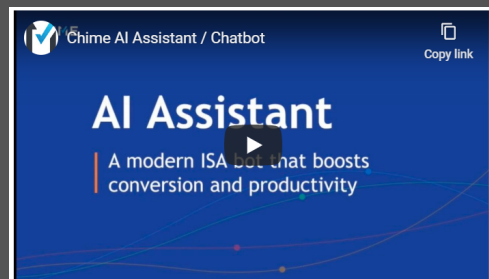 Chime AI Assistant / Chatbot
Copy link
AI Assistant
A modern ISA bot that boosts
conversion and productivity